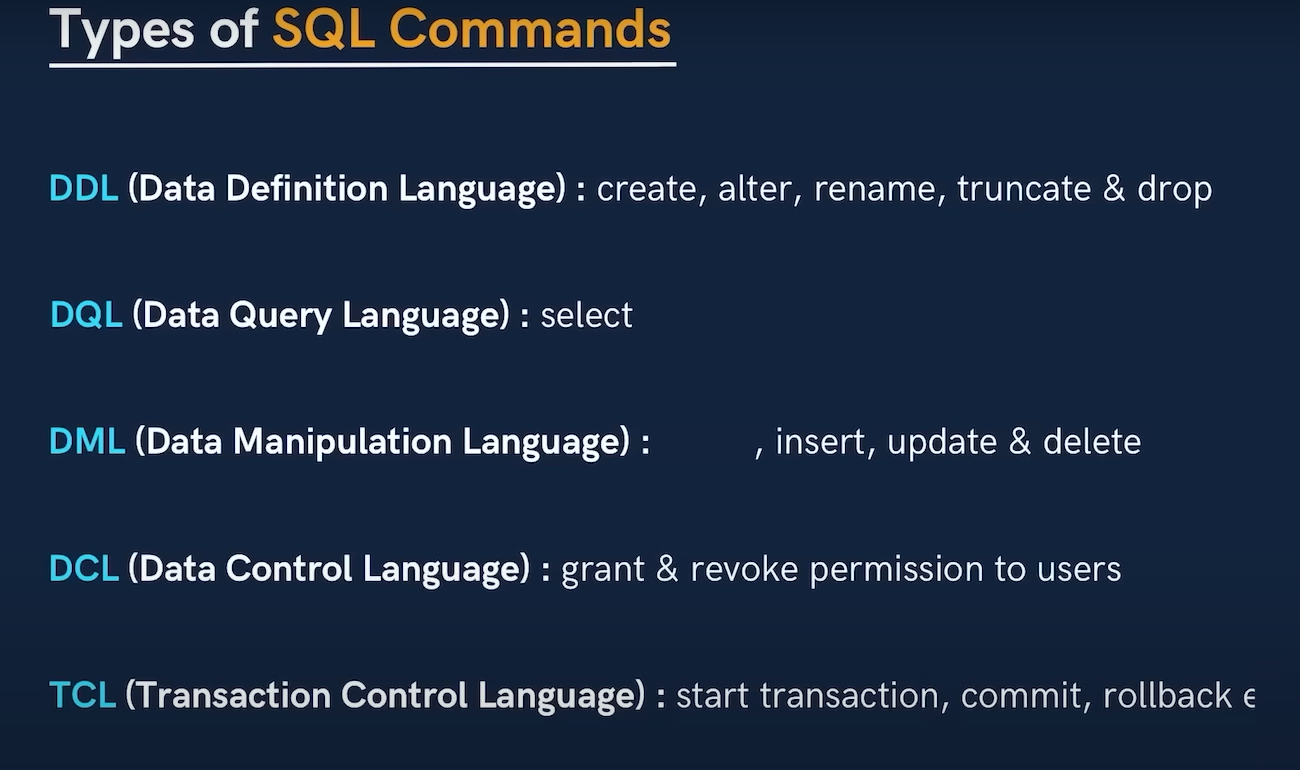 Types of SQL Commands
DDL (Data Definition Language) : create, alter, rename, truncate & drop
DQL (Data Query Language) : select
DML (Data Manipulation Language) : , insert, update & delete
DCL (Data Control Language) : grant & revoke permission to users
TCL (Transaction Control Language) : start transaction, commit, rollback